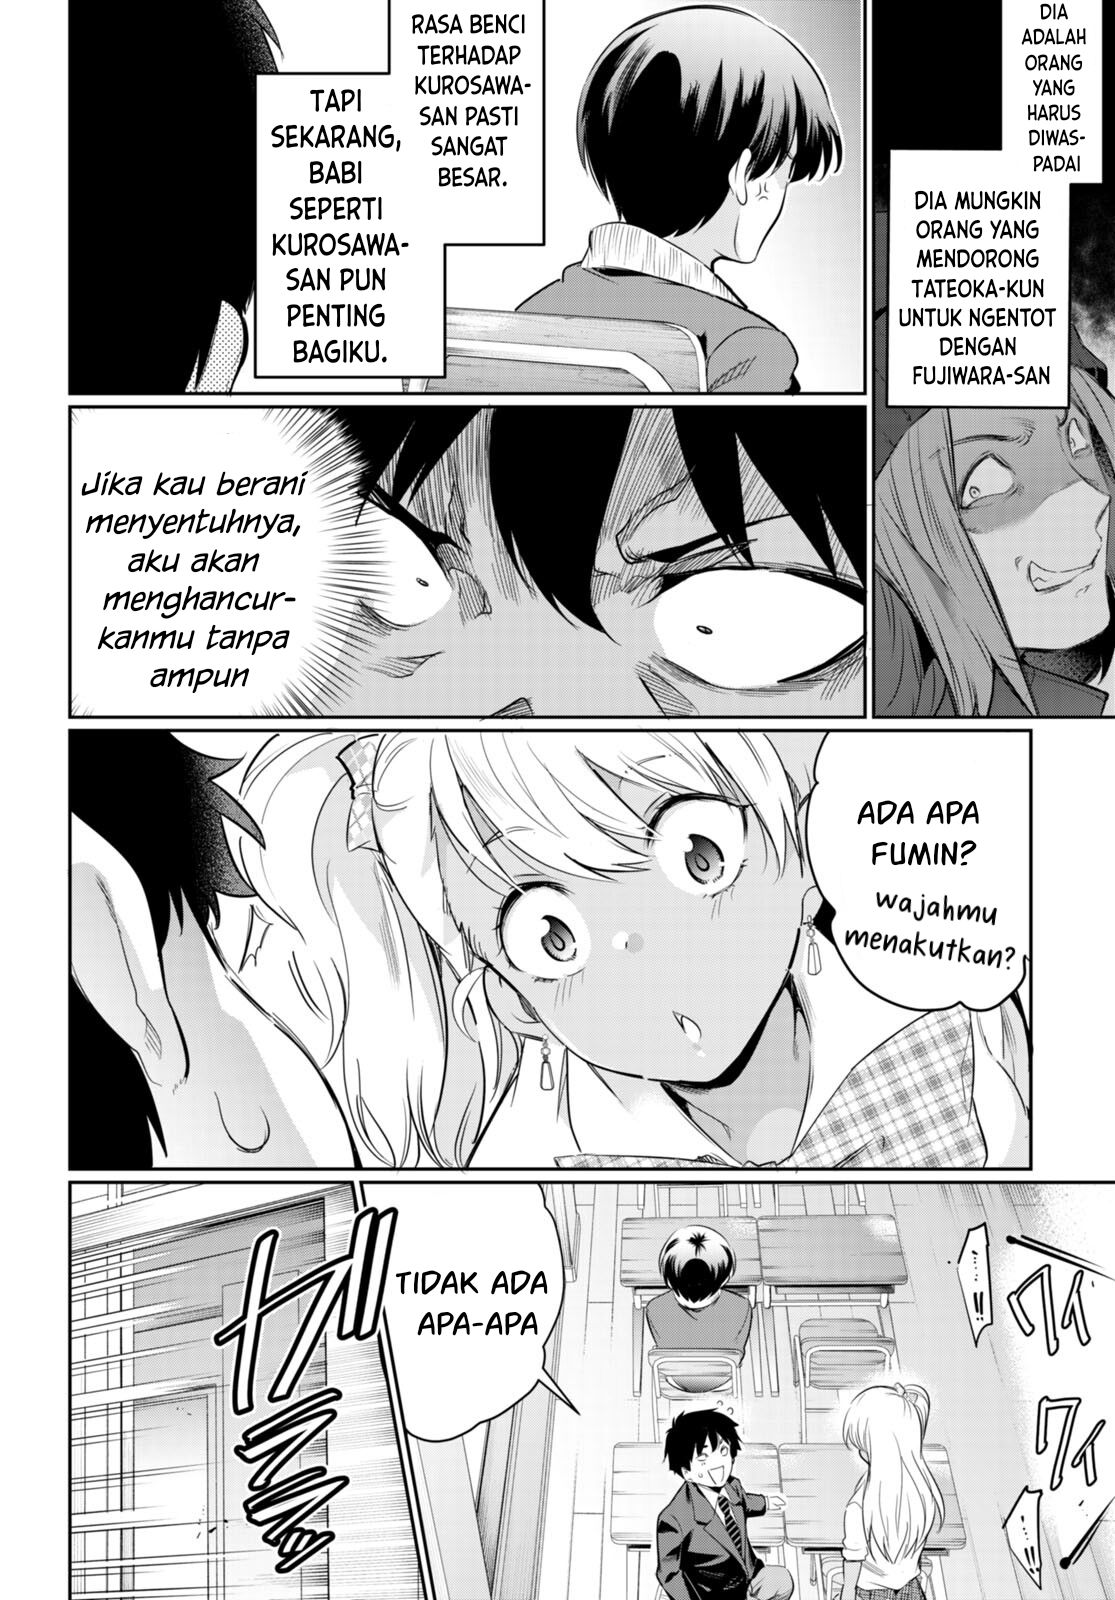 DIA
ADALAH
ORANG
YANG
HARUS
DIWAS-
PADAI
DIA MUNGKIN
ORANG YANG
MENDORONG
TATEOKA-KUN
UNTUK NGENTOT
DENGAN
FUJIWARA-SAN
RASA BENCI
TERHADAP
KUROSAWA-
SAN PASTI
SANGAT
BESAR.
TAPI
SEKARANG,
BABI
SEPERTI
KUROSAWA-
SAN PUN
PENTING
BAGIKU.
Jika kau berani
menyentuhnya,
aku akan
menghancur-
kanmu tanpa
ampun
ADA APA
FUMIN?
wajahmu
menakutkan?
...!!
ワイ
...!!
ワイ
TIDAK ADA
APA-APA
ガラ